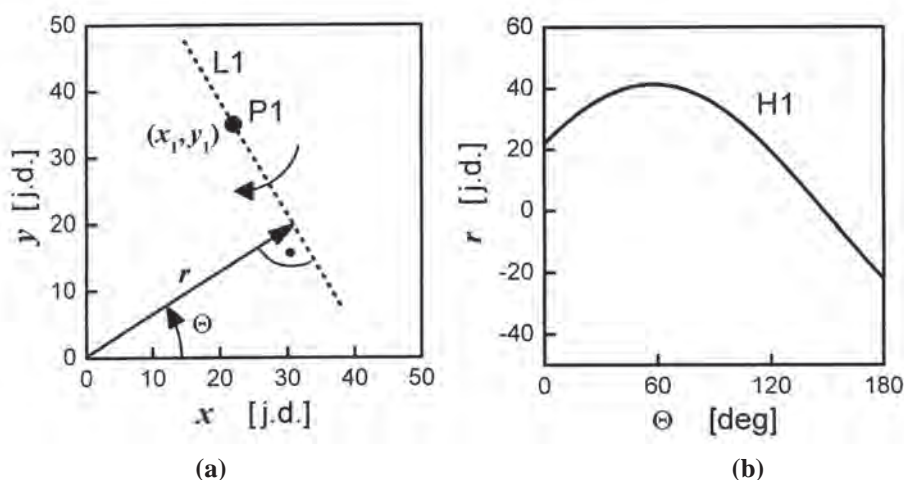 50
40
30
20
10
0
y [j.d.]
L1
P1
(x₁, y₁)
r
Θ
0 10 20 30 40 50
x [j.d.]
(a)
60
40
20
0
-20
-40
r [j.d.]
H1
0 60 120 180
Θ [deg]
(b)